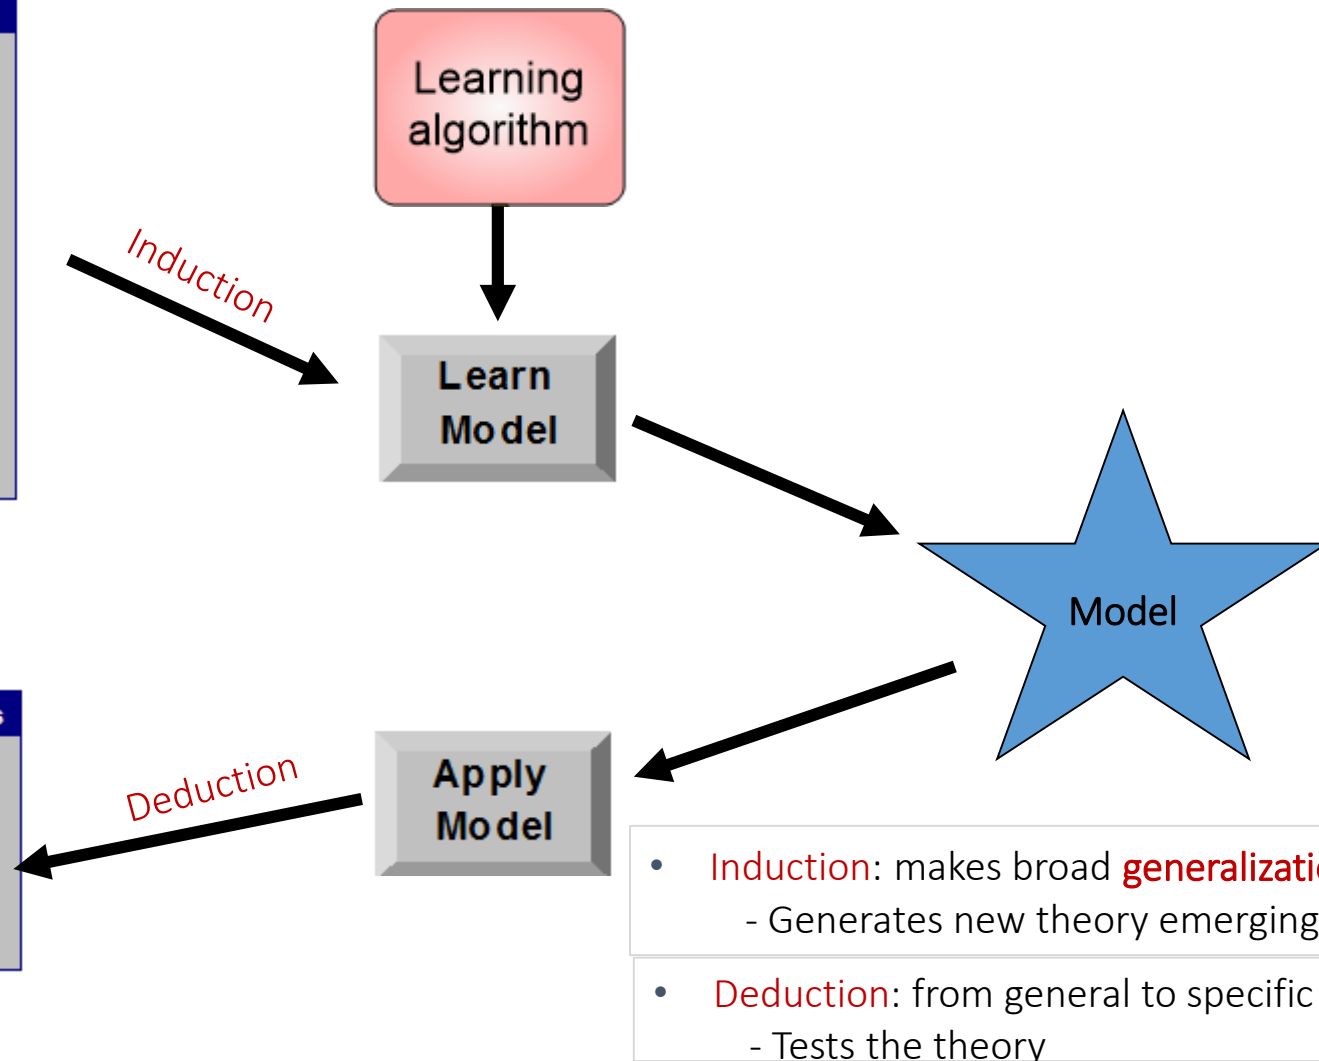 Learning
algorithm
Induction
Learn
Model
Model
Deduction
Apply
Model
• Induction: makes broad
- Generates new theory emerging
• Deduction: from general to specific
- Tests the theory